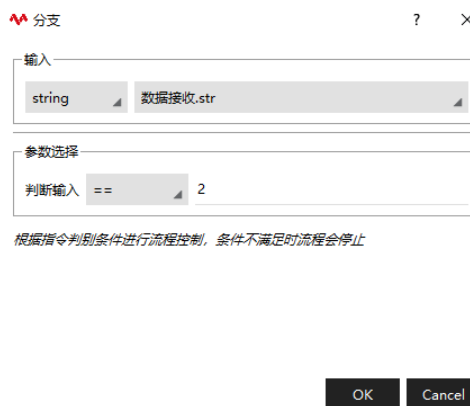 分支 ? ×
输入
string 数据接收.str
参数选择
判断输入 == 2
根据指令判别条件进行流程控制，条件不满足时流程会停止
OK Cancel